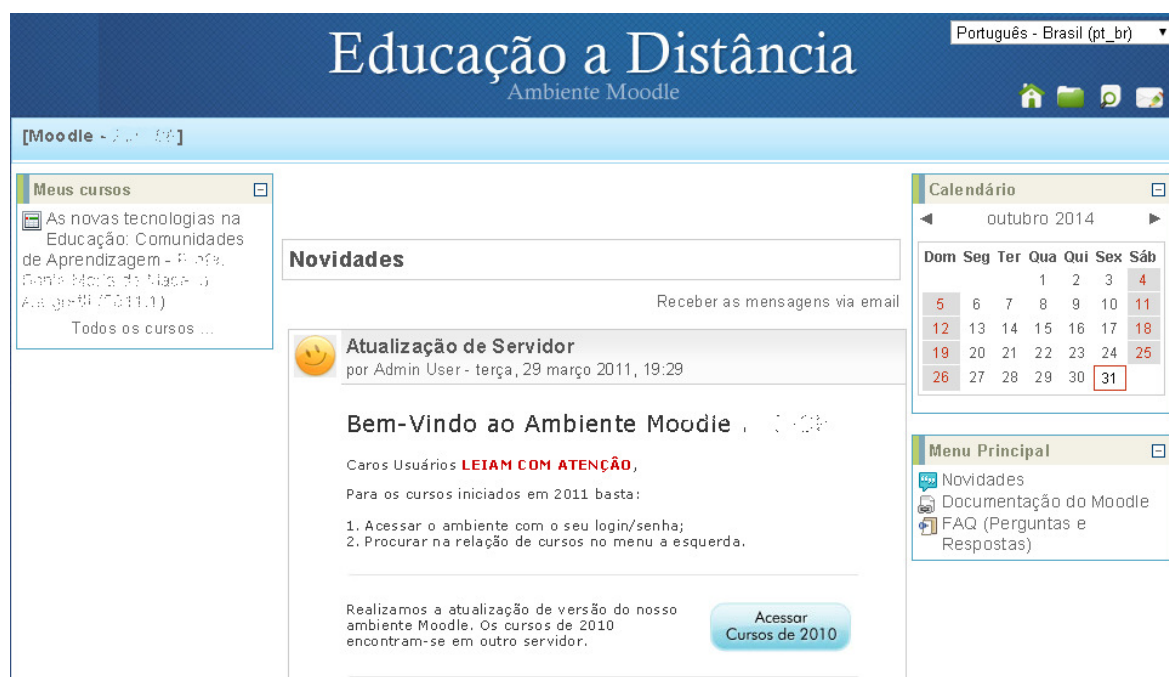 Educação a Distância
Ambiente Moodle
Português - Brasil (pt_br)
[Moodle - ]
Meus cursos
As novas tecnologias na
Educação: Comunidades
de Aprendizagem -
Todos os cursos ...
Novidades
Receber as mensagens via email
Atualização de Servidor
por Admin User - terça, 29 março 2011, 19:29
Bem-Vindo ao Ambiente Moodle
Caros Usuários LEIAM COM ATENÇÃO,
Para os cursos iniciados em 2011 basta:
1. Acessar o ambiente com o seu login/senha;
2. Procurar na relação de cursos no menu a esquerda.
Realizamos a atualização de versão do nosso
ambiente Moodle. Os cursos de 2010
encontram-se em outro servidor.
Acessar
Cursos de 2010
Calendário
outubro 2014
Dom Seg Ter Qua Qui Sex Sáb
1 2 3 4
5 6 7 8 9 10 11
12 13 14 15 16 17 18
19 20 21 22 23 24 25
26 27 28 29 30 31
Menu Principal
Novidades
Documentação do Moodle
FAQ (Perguntas e
Respostas)